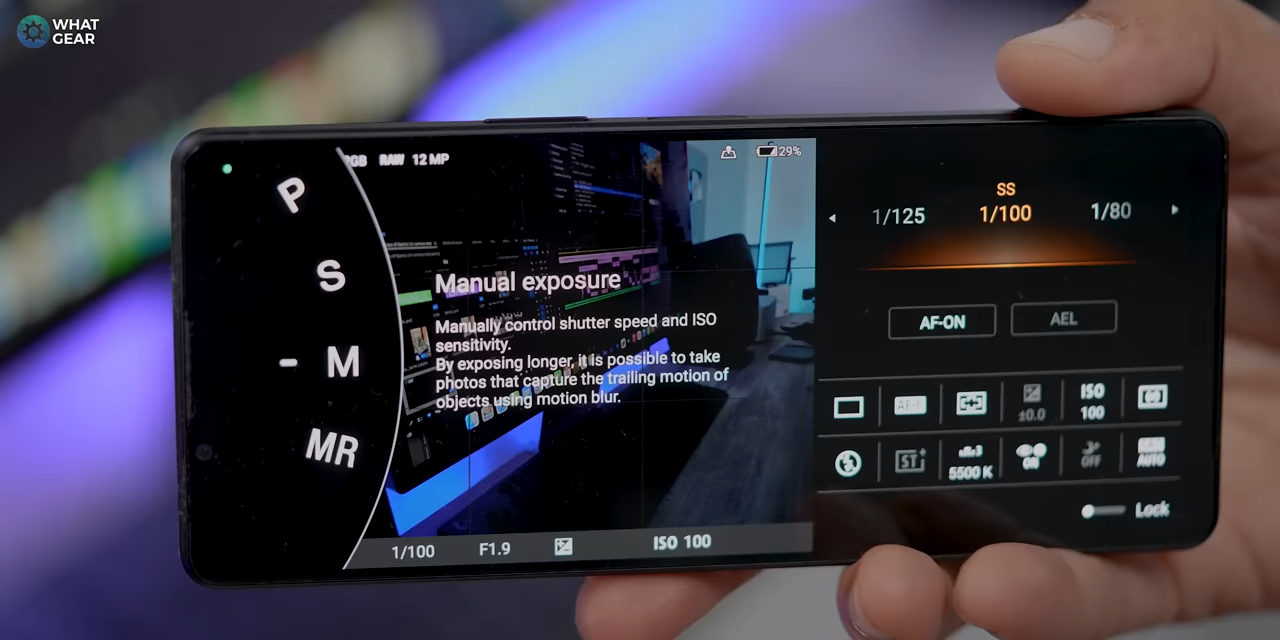 WHAT
GEAR
RAW 12 MP
29%
P
S
- M
MR
Manual exposure
Manually control shutter speed and ISO
sensitivity.
By exposing longer, it is possible to take
photos that capture the trailing motion of
objects using motion blur.
1/100 F1.9 ISO 100
SS
1/125 1/100 1/80
AF-ON AEL
±0.0 ISO
100
5500 K ON OFF AUTO
Lock